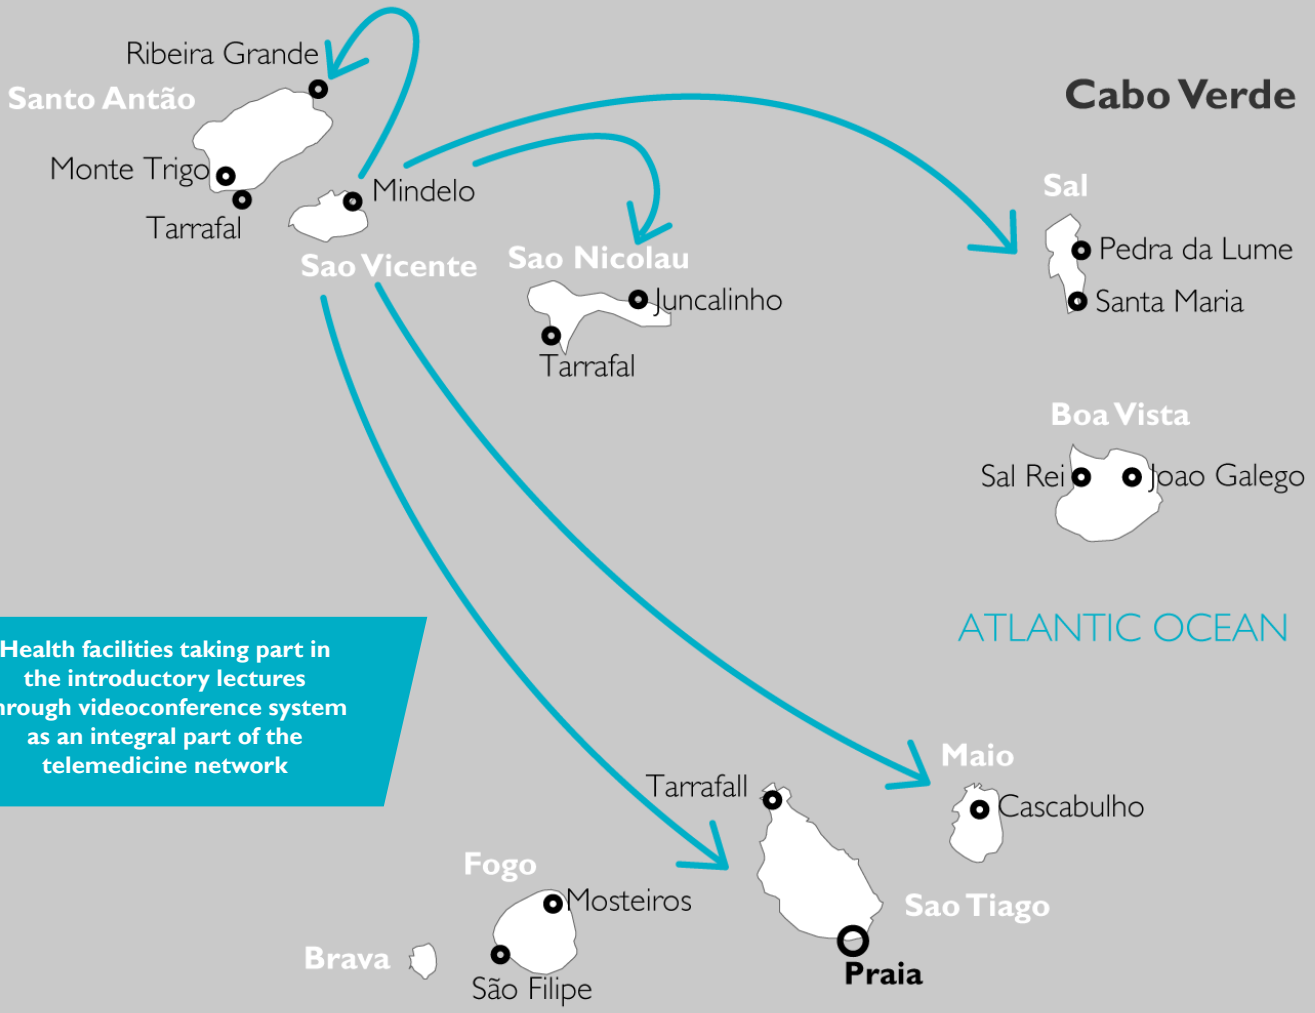 Ribeira Grande
Santo Antão
Cabo Verde
Monte Trigo
Mindelo
Sal
Tarrafal
Sao Vicente
Sao Nicolau
Pedra da Lume
Juncalinho
Santa Maria
Tarrafal
Boa Vista
Sal Rei
Joao Galego
ATLANTIC OCEAN
Health facilities taking part in
the introductory lectures
hrough videoconference system
as an integral part of the
telemedicine network
Maio
Tarrafall
Cascabulho
Fogo
Mosteiros
Sao Tiago
Brava
São Filipe
Praia